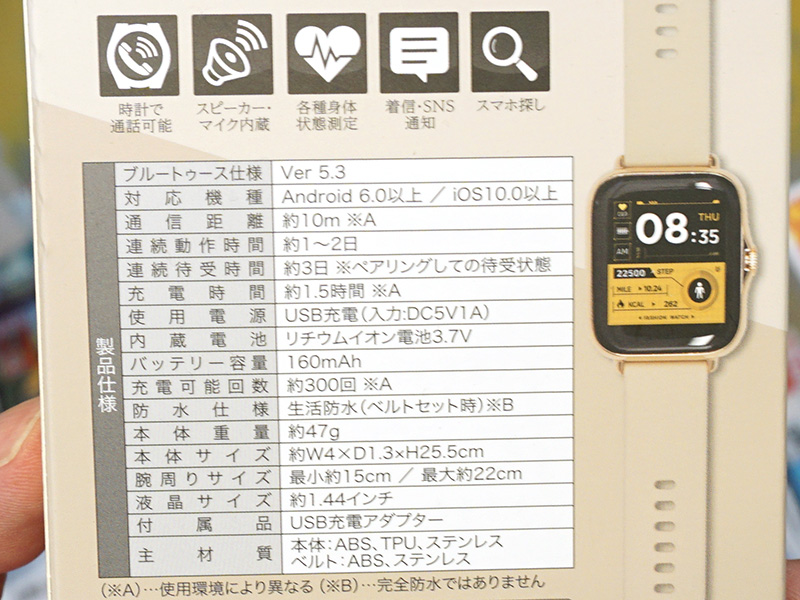 時計で
通話可能
スピーカー・
マイク内蔵
各種身体
状態測定
着信・SNS
通知
スマホ探し
製品仕様
ブルートゥース仕様 Ver 5.3
対応機種 Android 6.0以上 ／ iOS10.0以上
通信距離 約10m ※A
連続動作時間 約1〜2日
連続待受時間 約3日 ※ペアリングしての待受状態
充電時間 約1.5時間 ※A
使用電源 USB充電（入力:DC5V1A）
内蔵電池 リチウムイオン電池3.7V
バッテリー容量 160mAh
充電可能回数 約300回 ※A
防水仕様 生活防水（ベルトセット時）※B
本体重量 約47g
本体サイズ 約W4×D1.3×H25.5cm
腕周りサイズ 最小約15cm ／ 最大約22cm
液晶サイズ 約1.44インチ
付属品 USB充電アダプター
主材質 本体:ABS、TPU、ステンレス
ベルト:ABS、ステンレス
（※A）…使用環境により異なる（※B）…完全防水ではありません
08:35
THU
AM
22500 STEP
MILE 10.24
KCAL 262
FASHION WATCH